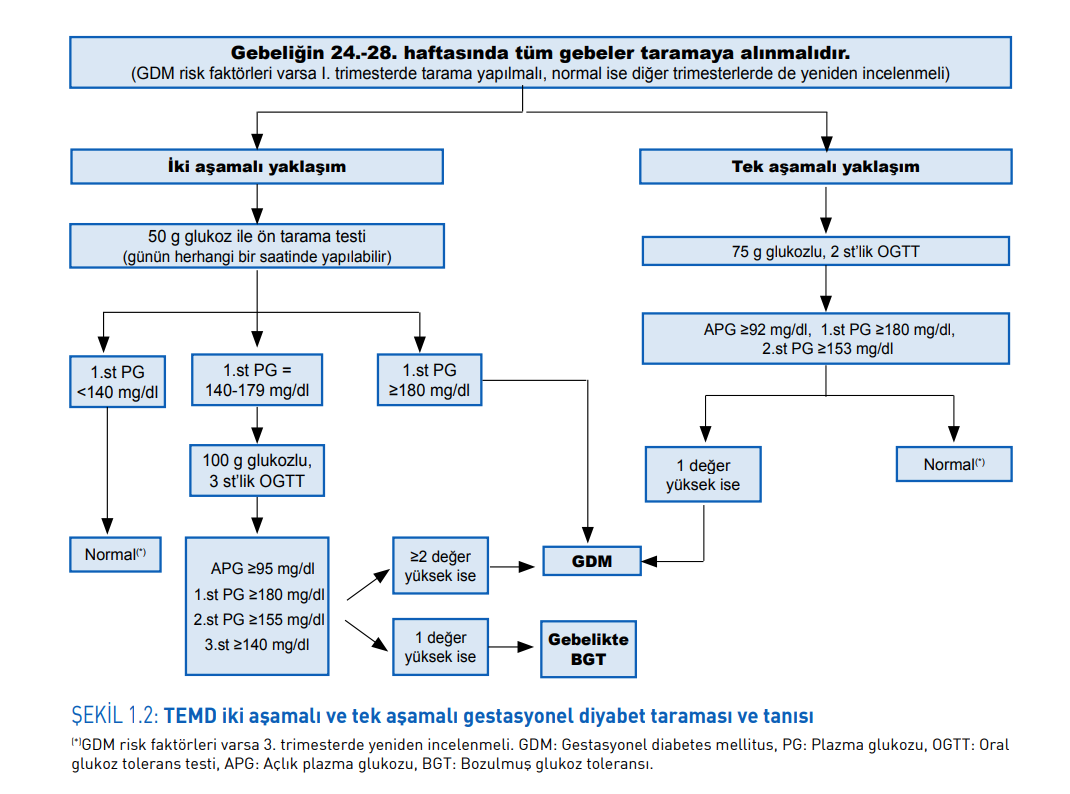 Gebeliğin 24.-28. haftasında tüm gebeler taramaya alınmalıdır.
(GDM risk faktörleri varsa I. trimesterde tarama yapılmalı, normal ise diğer trimesterlerde de yeniden incelenmeli)
İki aşamalı yaklaşım
50 g glukoz ile ön tarama testi
(günün herhangi bir saatinde yapılabilir)
1.st PG
<140 mg/dl
1.st PG =
140-179 mg/dl
1.st PG
≥180 mg/dl
100 g glukozlu,
3 st’lik OGTT
Normal(*)
APG ≥95 mg/dl
1.st PG ≥180 mg/dl
2.st PG ≥155 mg/dl
3.st ≥140 mg/dl
≥2 değer
yüksek ise
1 değer
yüksek ise
GDM
Gebelikte
BGT
Tek aşamalı yaklaşım
75 g glukozlu, 2 st’lik OGTT
APG ≥92 mg/dl, 1.st PG ≥180 mg/dl,
2.st PG ≥153 mg/dl
1 değer
yüksek ise
Normal(*)
ŞEKİL 1.2: TEMD iki aşamalı ve tek aşamalı gestasyonel diyabet taraması ve tanısı
(*)GDM risk faktörleri varsa 3. trimesterde yeniden incelenmeli. GDM: Gestasyonel diabetes mellitus, PG: Plazma glukozu, OGTT: Oral
glukoz tolerans testi, APG: Açlık plazma glukozu, BGT: Bozulmuş glukoz toleransı.